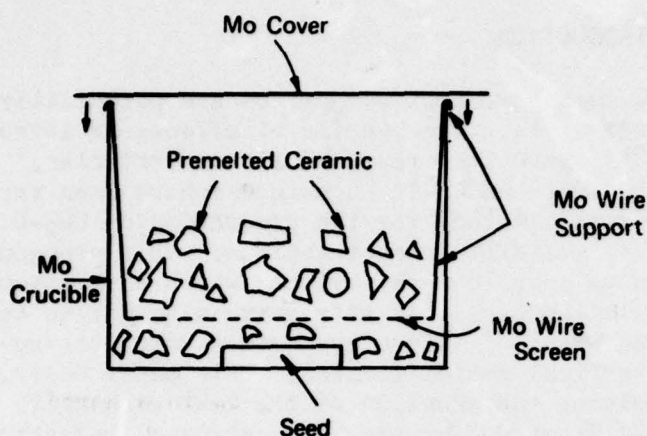 Mo Cover
Premelted Ceramic
Mo Wire
Support
Mo
Crucible
Mo Wire
Screen
Seed